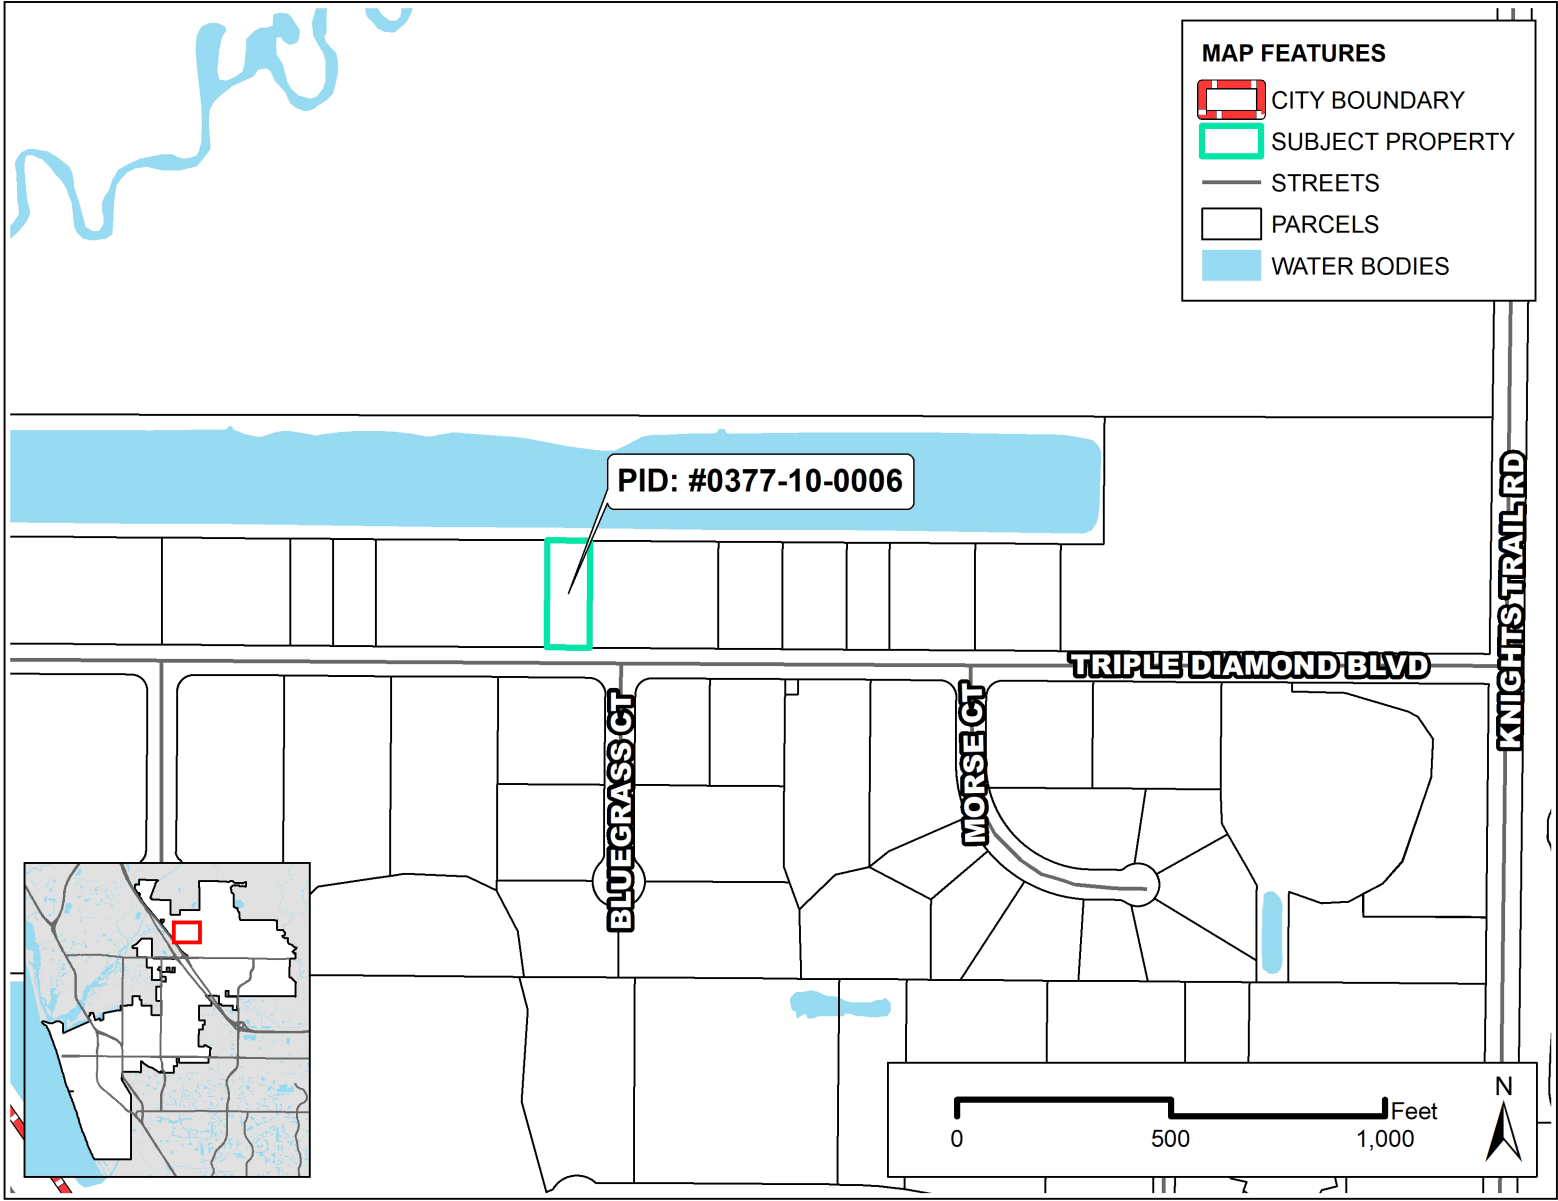 MAP FEATURES
CITY BOUNDARY
SUBJECT PROPERTY
STREETS
PARCELS
WATER BODIES
PID: #0377-10-0006
KNIGHTS TRAIL RD
TRIPLE DIAMOND BLVD
BLUEGRASS CT
MORSE CT
N
Feet
0 500 1,000